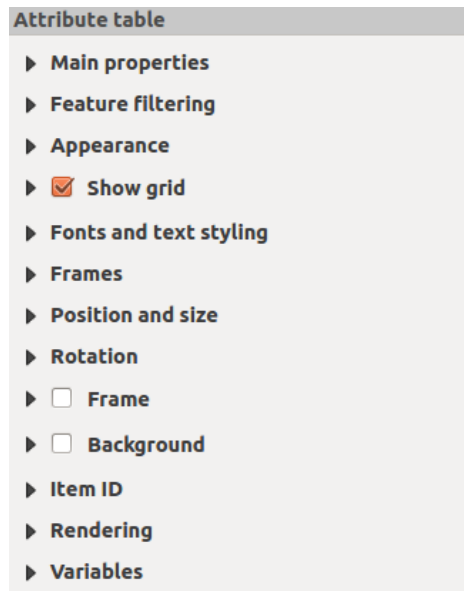 Attribute table
Main properties
Feature filtering
Appearance
Show grid
Fonts and text styling
Frames
Position and size
Rotation
Frame
Background
Item ID
Rendering
Variables